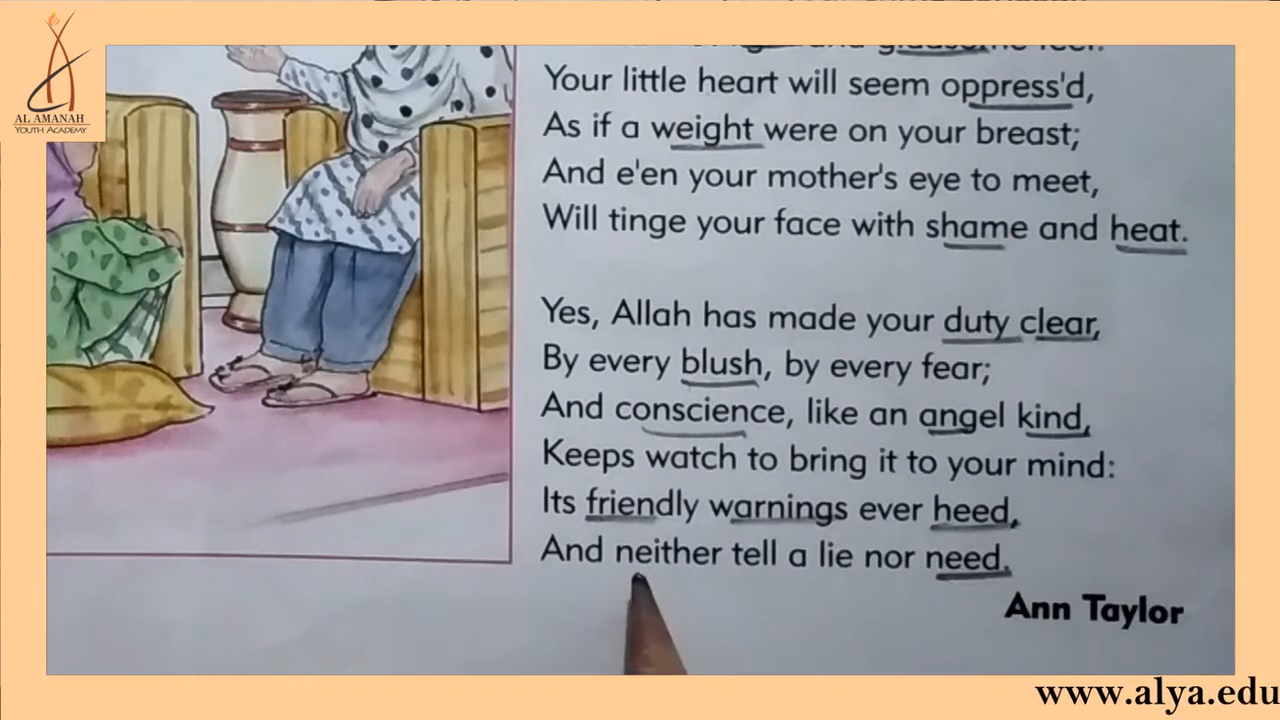 AL AMANAH
YOUTH ACADEMY
Your little heart will seem oppress'd,
As if a weight were on your breast;
And e'en your mother's eye to meet,
Will tinge your face with shame and heat.
Yes, Allah has made your duty clear,
By every blush, by every fear;
And conscience, like an angel kind,
Keeps watch to bring it to your mind:
Its friendly warnings ever heed,
And neither tell a lie nor need.
Ann Taylor
www.alya.edu